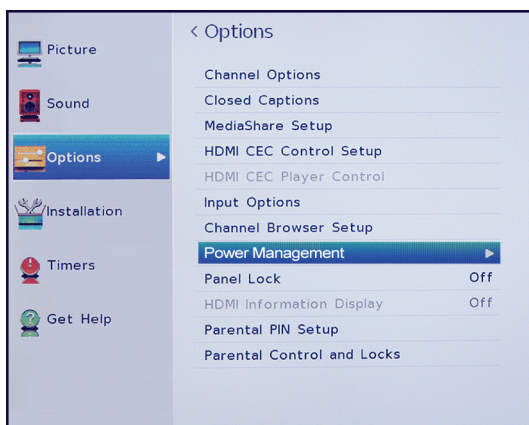 Picture
Sound
Options
Installation
Timers
Get Help
< Options
Channel Options
Closed Captions
MediaShare Setup
HDMI CEC Control Setup
HDMI CEC Player Control
Input Options
Channel Browser Setup
Power Management
Panel Lock Off
HDMI Information Display Off
Parental PIN Setup
Parental Control and Locks